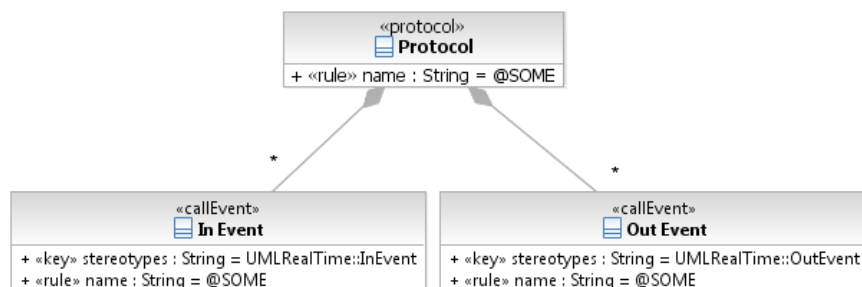 «protocol»
Protocol
+ «rule» name : String = @SOME
*
*
«callEvent»
In Event
+ «key» stereotypes : String = UMLRealTime::InEvent
+ «rule» name : String = @SOME
«callEvent»
Out Event
+ «key» stereotypes : String = UMLRealTime::OutEvent
+ «rule» name : String = @SOME